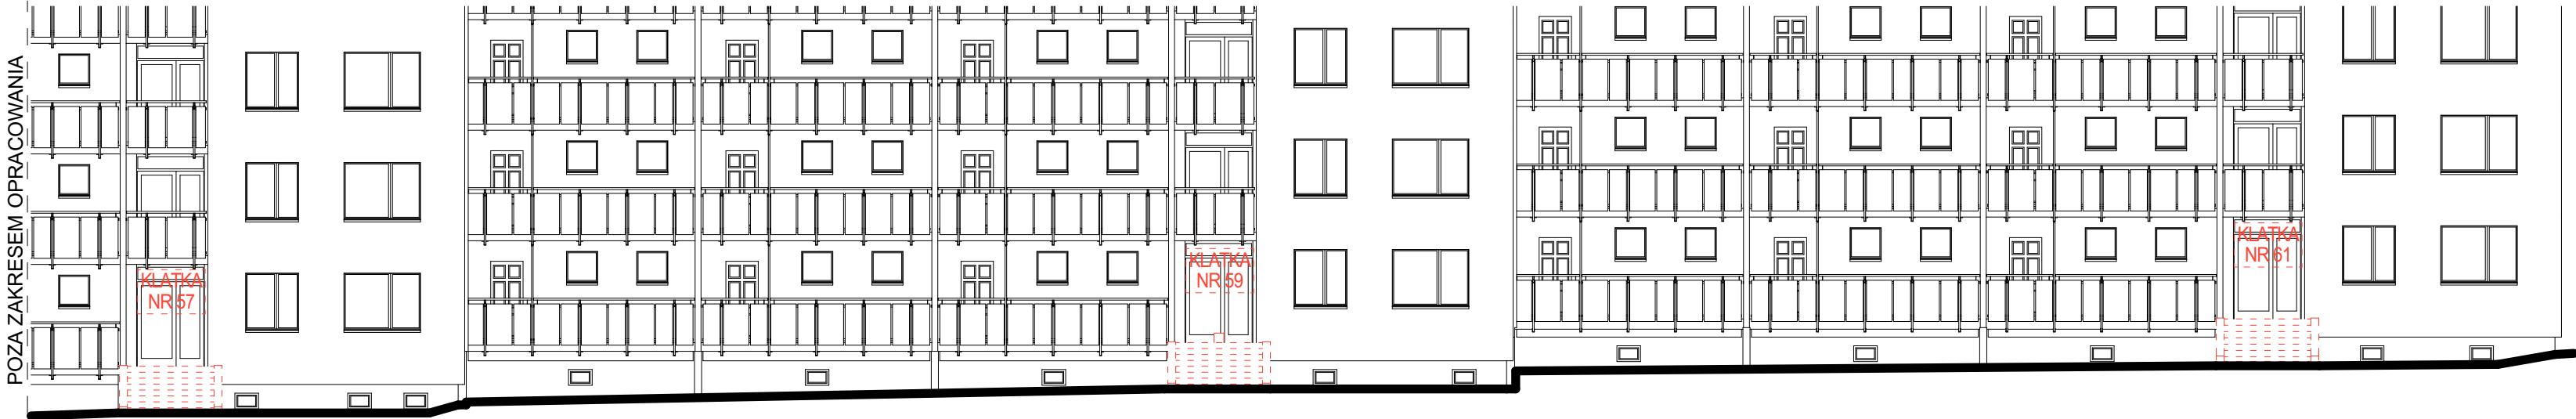 POZA ZAKRESEM OPRACOWANIA
KLATKA
NR 57
KLATKA
NR 59
KLATKA
NR 61